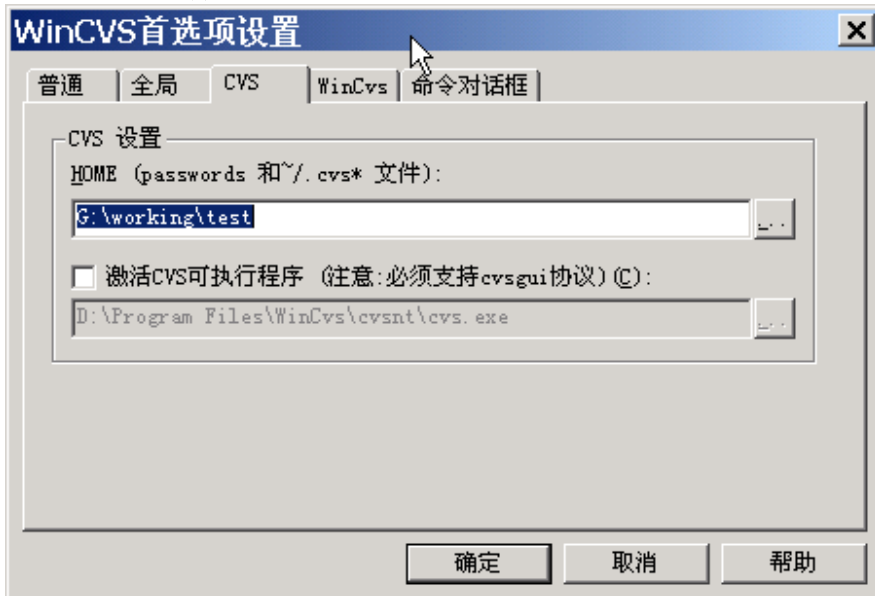 WinCVS首选项设置
普通 全局 CVS WinCvs 命令对话框
CVS 设置
HOME (passwords 和~/.cvs* 文件):
G:\working\test
...
激活CVS可执行程序 (注意:必须支持cvsgui协议)(C):
D:\Program Files\WinCvs\cvsnt\cvs.exe
...
确定 取消 帮助